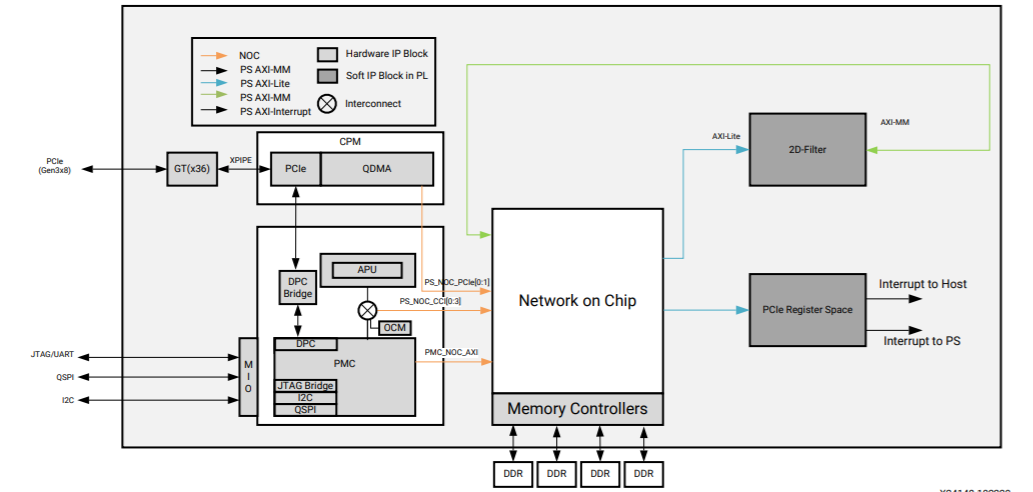 NOC
PS AXI-MM
PS AXI-Lite
PS AXI-MM
PS AXI-Interrupt
Hardware IP Block
Soft IP Block in PL
Interconnect
CPM
PCIe
(Gen3x8)
GT(x36)
XPIPE
PCIe
QDMA
AXI-Lite
2D-Filter
AXI-MM
APU
DPC
Bridge
PS_NOC_PCIe[0:1]
PS_NOC_CCI[0:3]
OCM
Network on Chip
PCIe Register Space
Interrupt to Host
Interrupt to PS
JTAG/UART
QSPI
I2C
M
I
O
DPC
PMC
PMC_NOC_AXI
JTAG Bridge
I2C
QSPI
Memory Controllers
DDR
DDR
DDR
DDR